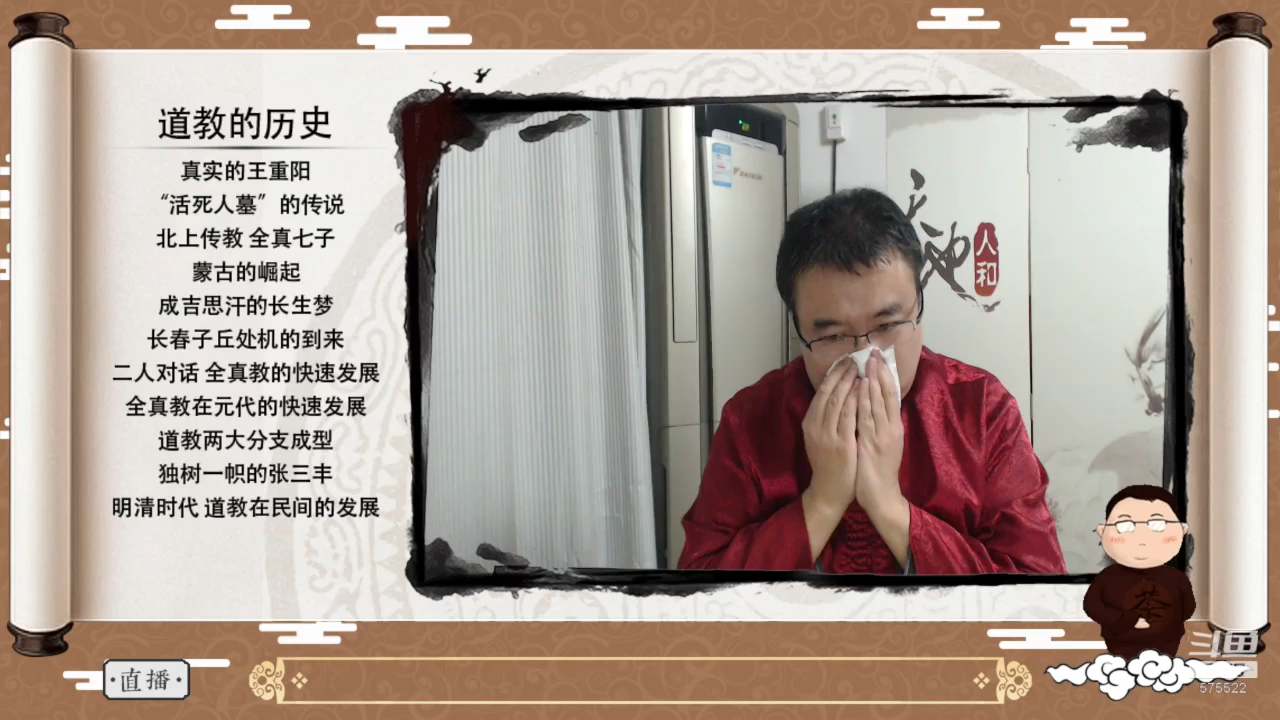 道教的历史
真实的王重阳
“活死人墓”的传说
北上传教 全真七子
蒙古的崛起
成吉思汗的长生梦
长春子丘处机的到来
二人对话 全真教的快速发展
全真教在元代的快速发展
道教两大分支成型
独树一帜的张三丰
明清时代 道教在民间的发展
DAIKIN
人和
·直播·
斗鱼
575522